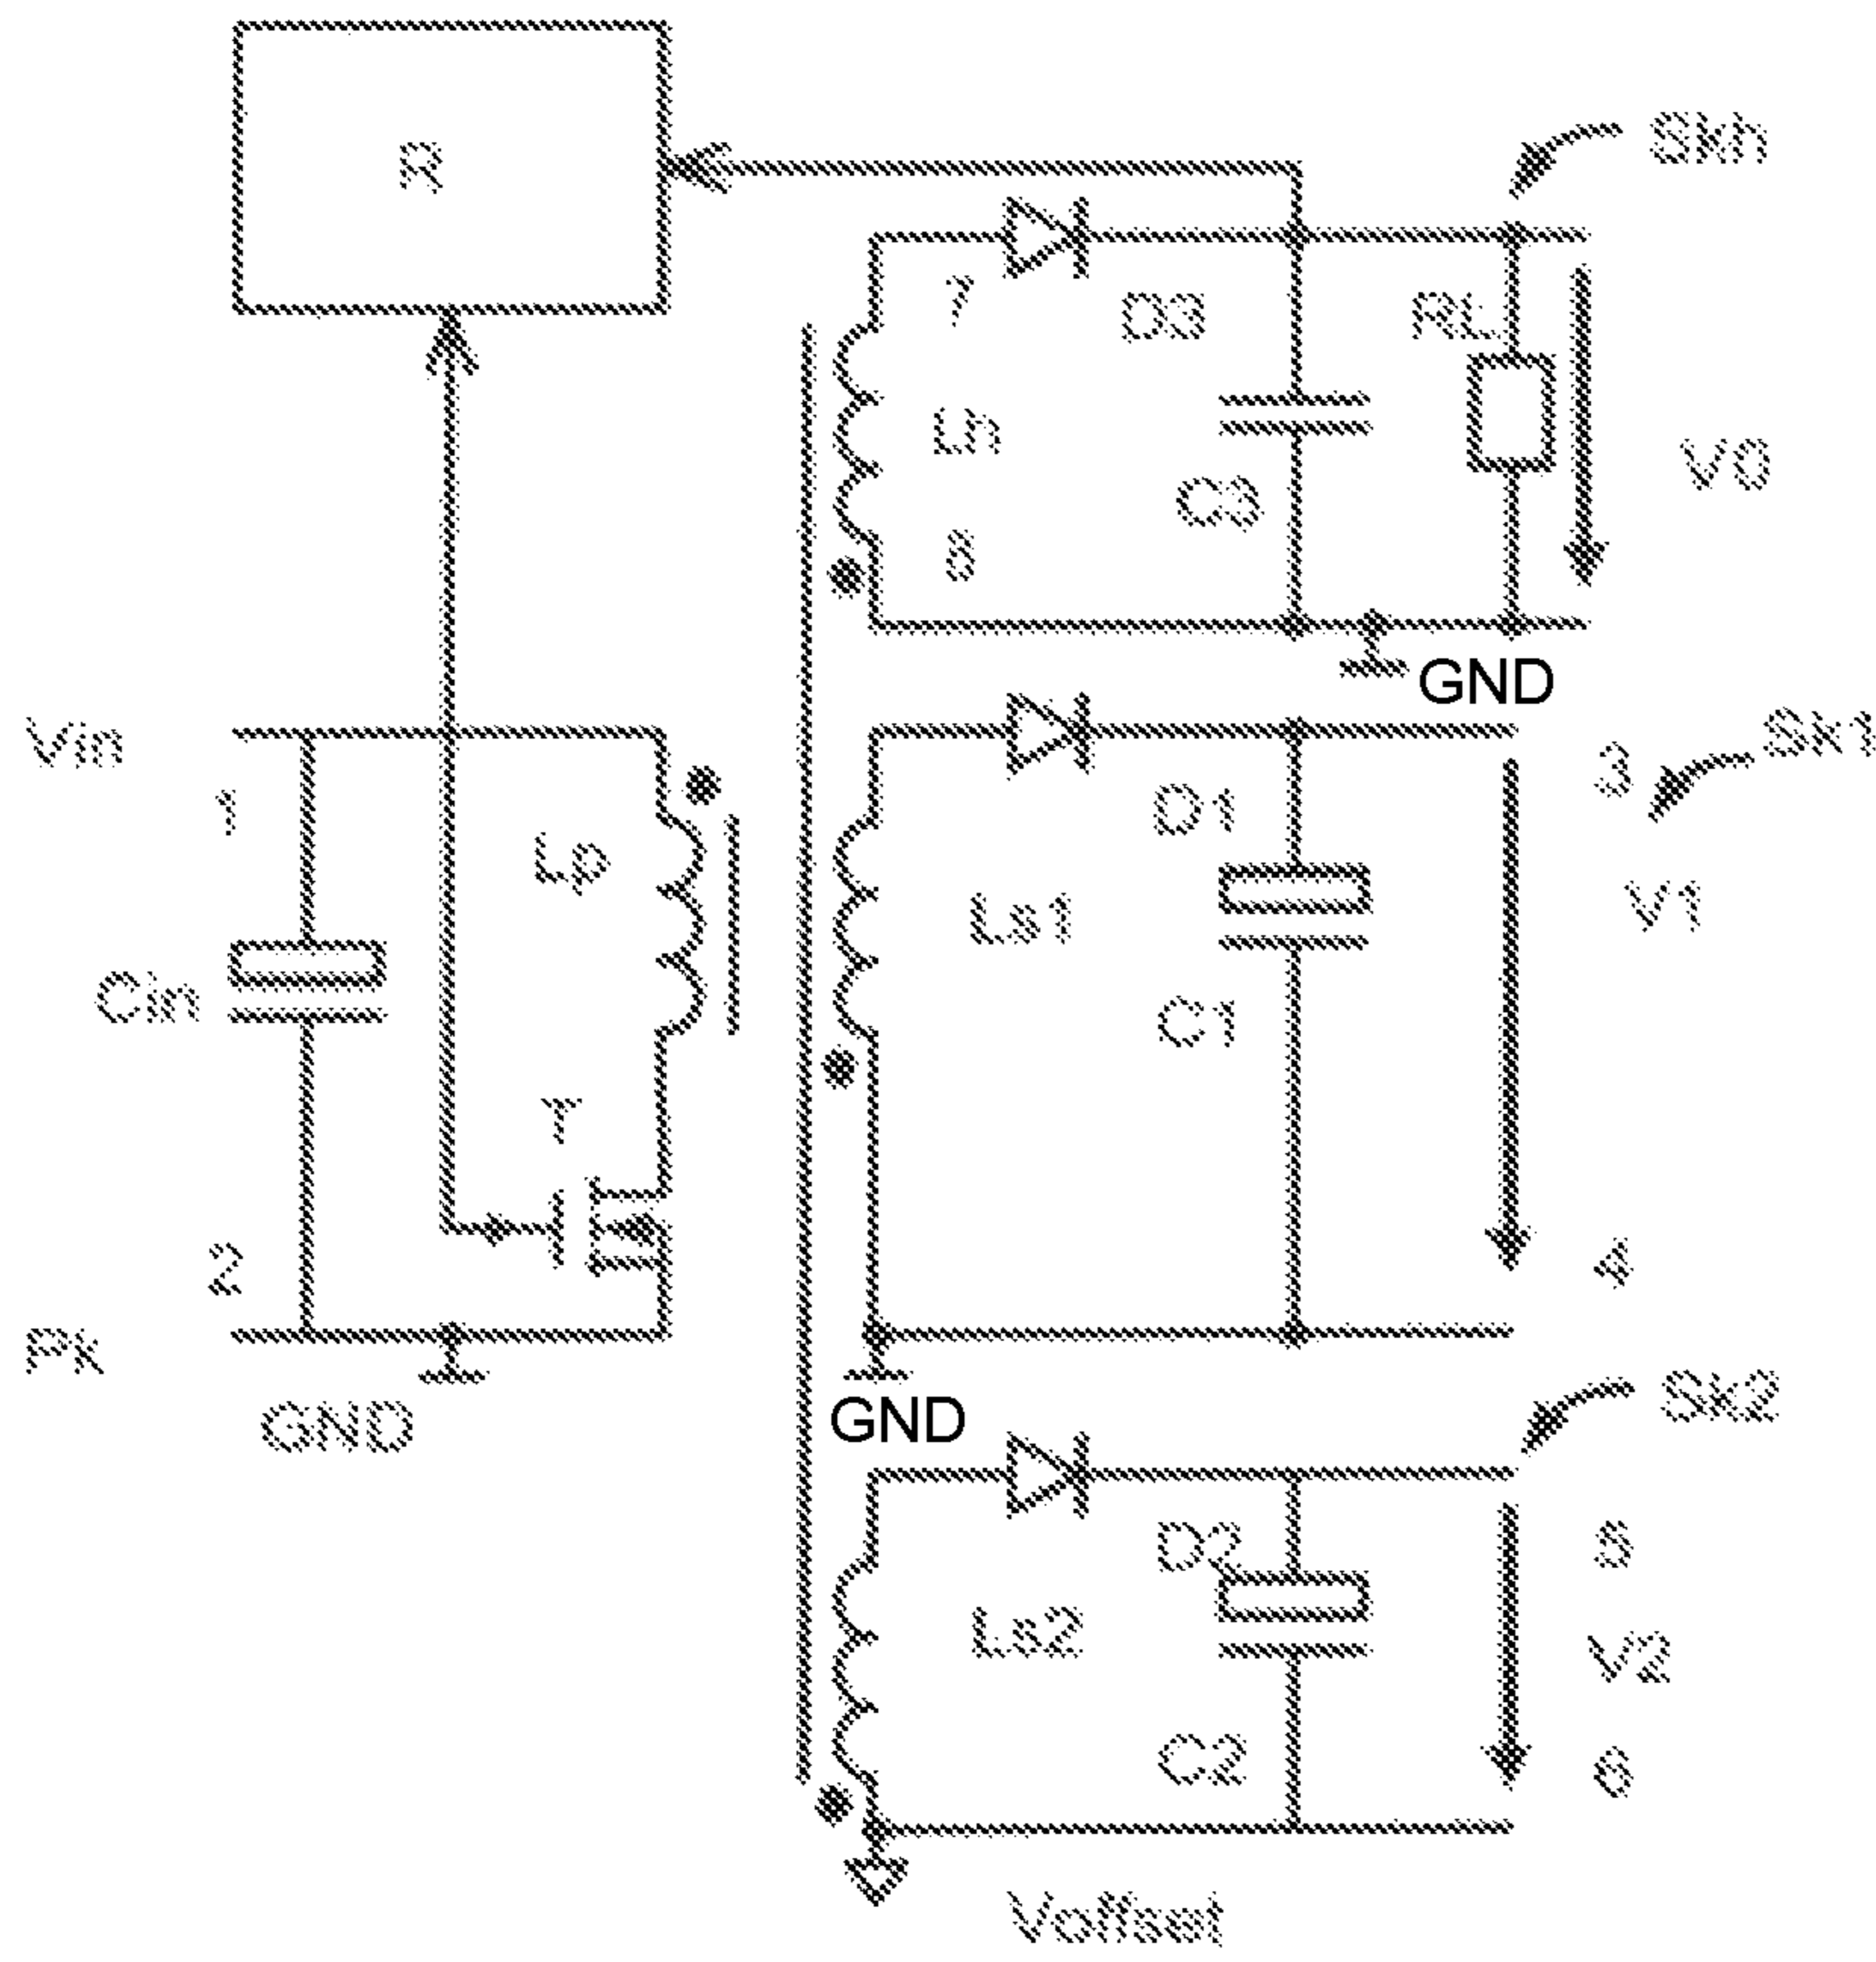 R
Skh
7
D3
RL
Lh
V0
C3
8
GND
Vin
Sk1
3
1
D1
Lp
V1
Ls1
Cin
C1
T
2
4
Pk
GND
GND
Sk2
D2
5
Ls2
V2
C2
6
Voffset